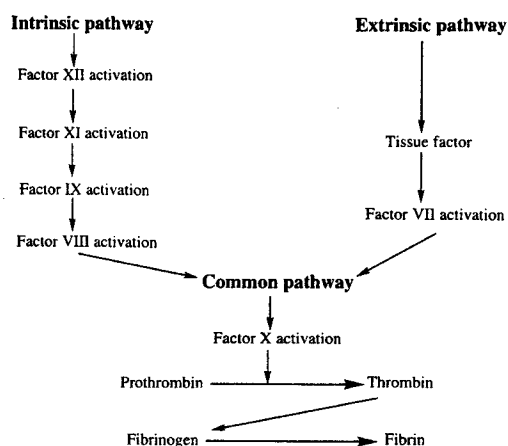 Intrinsic pathway
Extrinsic pathway
Factor XII activation
Factor XI activation
Tissue factor
Factor IX activation
Factor VII activation
Factor VIII activation
Common pathway
Factor X activation
Prothrombin
Thrombin
Fibrinogen
Fibrin